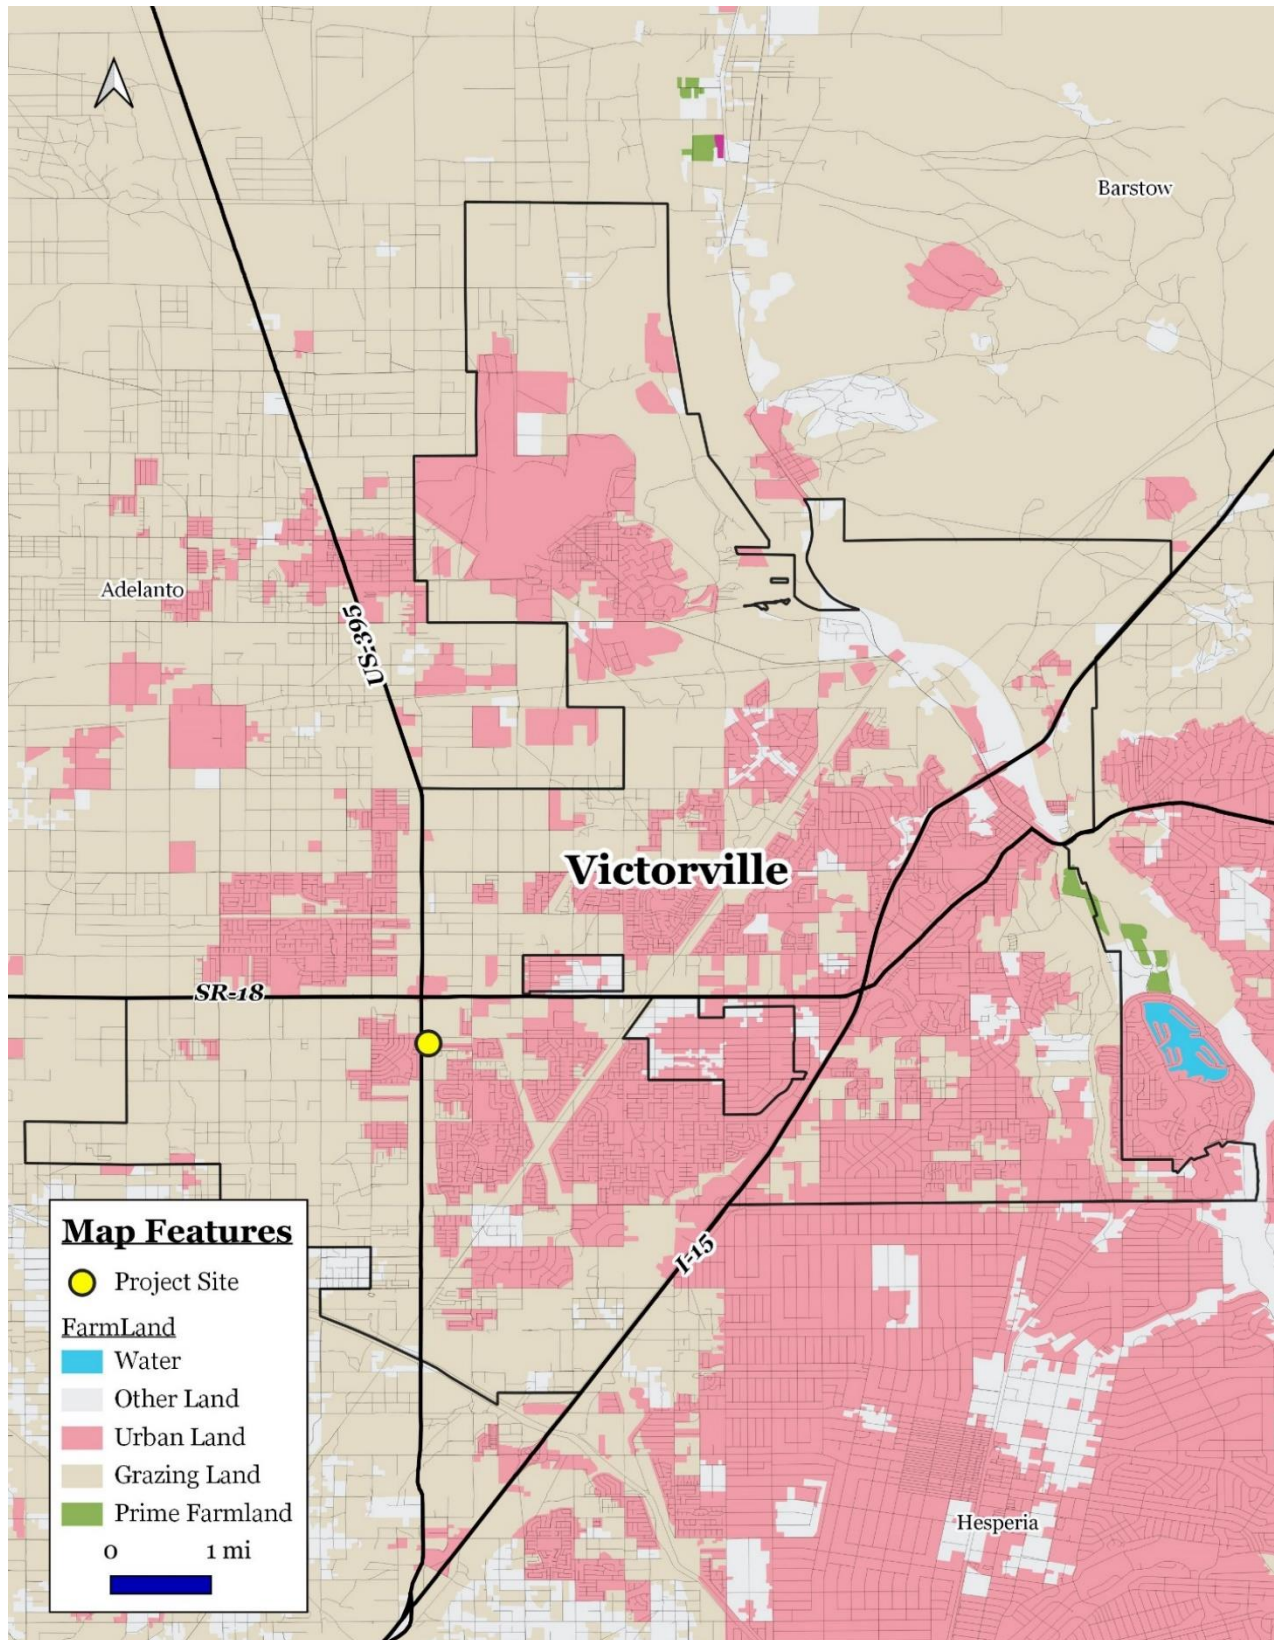 Barstow
Adelanto
US-395
Victorville
SR-18
I-15
Map Features
Project Site
FarmLand
Water
Other Land
Urban Land
Grazing Land
Prime Farmland
0 1 mi
Hesperia